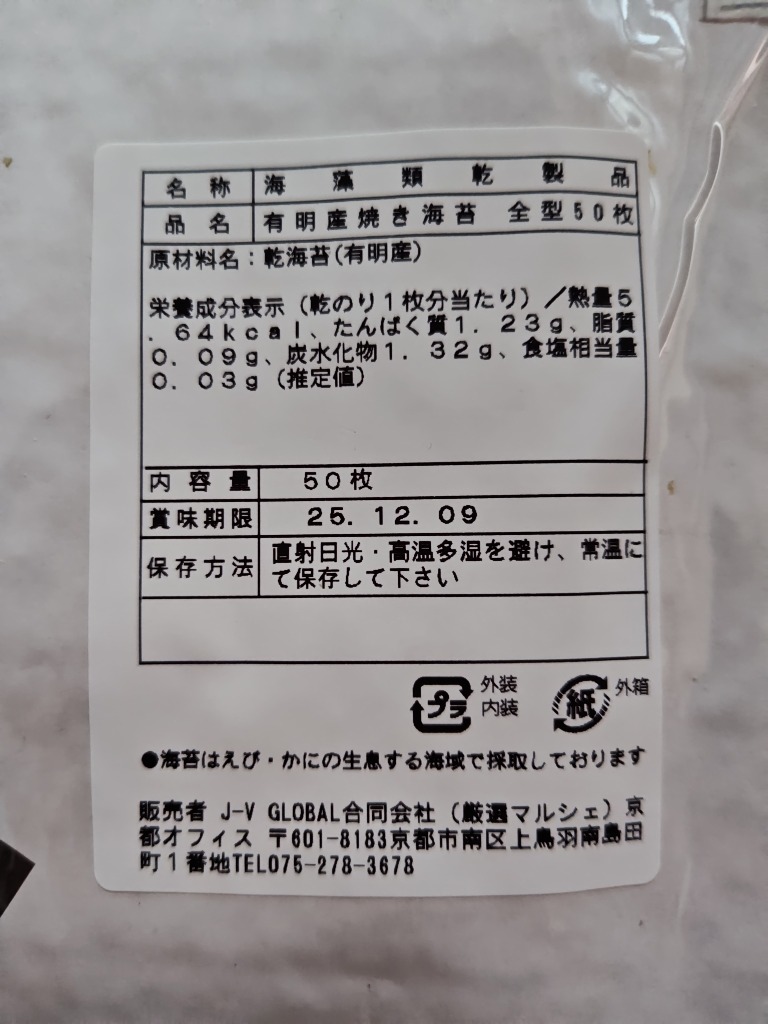 名称 海藻類乾製品
品名 有明産焼き海苔 全型50枚
原材料名：乾海苔(有明産)
栄養成分表示（乾のり1枚分当たり）／熱量5
．64kcal、たんぱく質1．23g、脂質
0．09g、炭水化物1．32g、食塩相当量
0．03g（推定値）
内容量 50枚
賞味期限 25．12．09
保存方法 直射日光・高温多湿を避け、常温に
て保存して下さい
プラ 外装
内装
紙 外箱
●海苔はえび・かにの生息する海域で採取しております
販売者 J-V GLOBAL合同会社（厳選マルシェ）京
都オフィス 〒601-8183京都市南区上鳥羽南島田
町1番地TEL075-278-3678